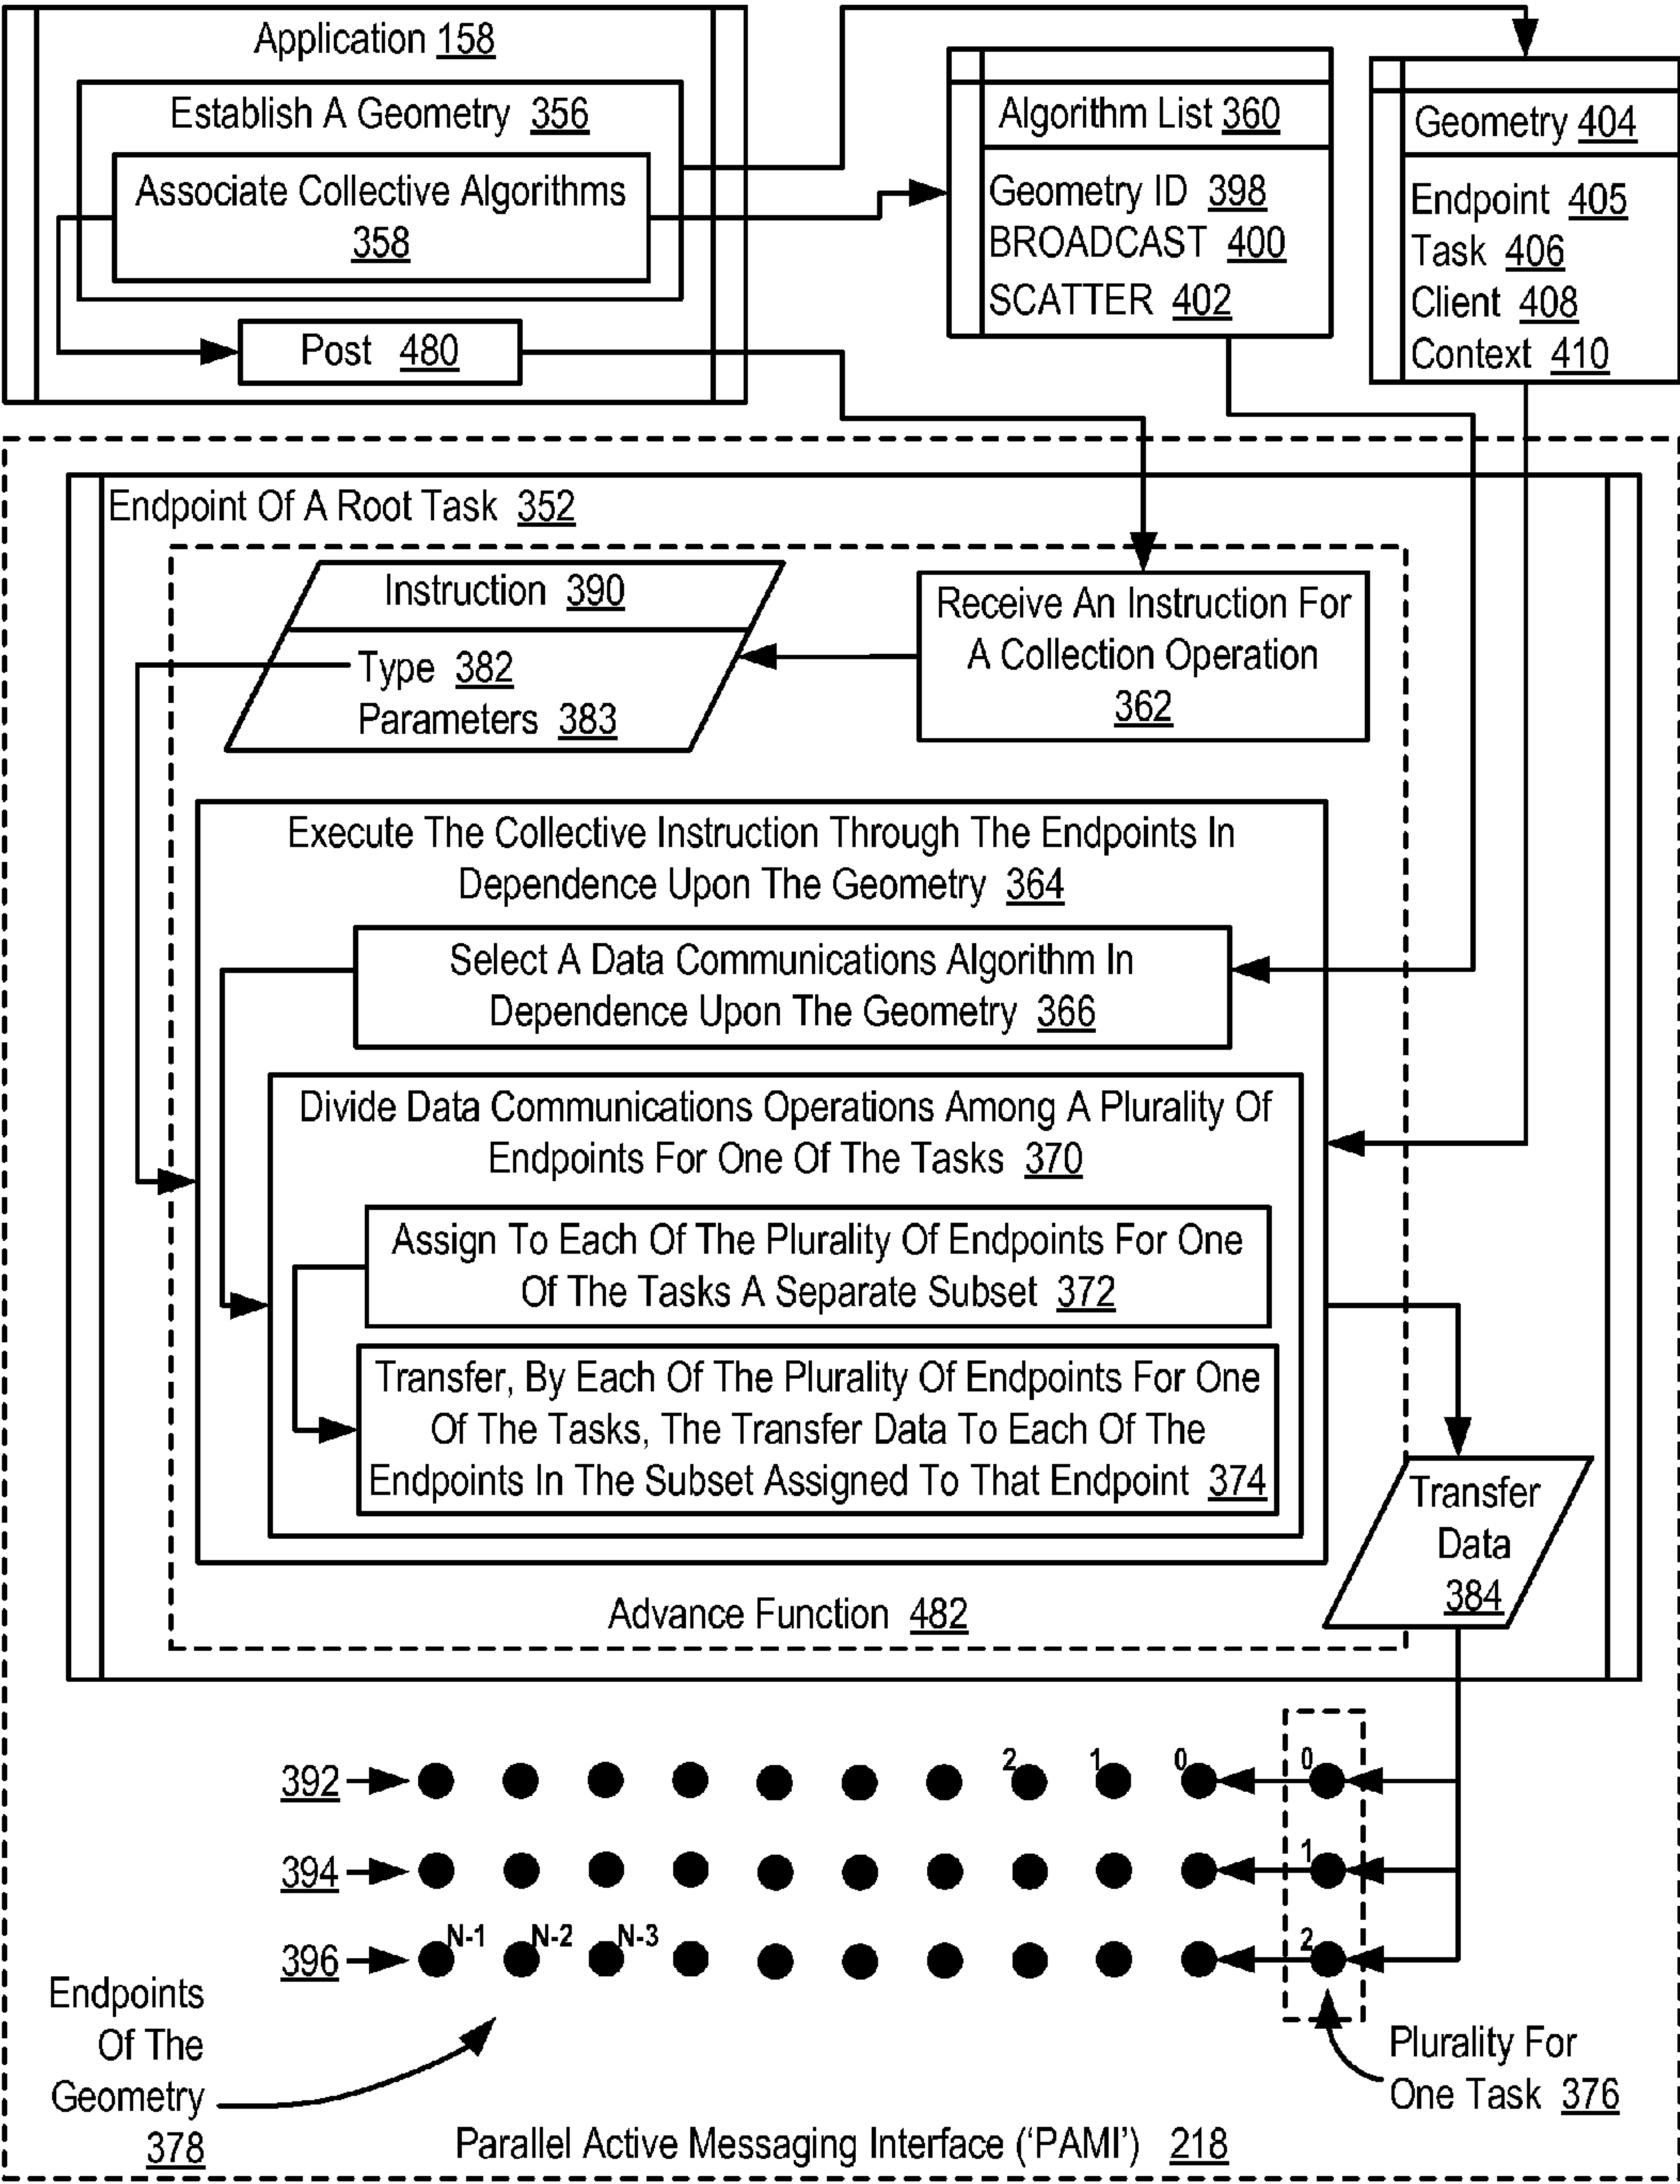 Application 158
Establish A Geometry 356
Associate Collective Algorithms
358
Post 480
Algorithm List 360
Geometry ID 398
BROADCAST 400
SCATTER 402
Geometry 404
Endpoint 405
Task 406
Client 408
Context 410
Endpoint Of A Root Task 352
Instruction 390
Type 382
Parameters 383
Receive An Instruction For
A Collection Operation
362
Execute The Collective Instruction Through The Endpoints In
Dependence Upon The Geometry 364
Select A Data Communications Algorithm In
Dependence Upon The Geometry 366
Divide Data Communications Operations Among A Plurality Of
Endpoints For One Of The Tasks 370
Assign To Each Of The Plurality Of Endpoints For One
Of The Tasks A Separate Subset 372
Transfer, By Each Of The Plurality Of Endpoints For One
Of The Tasks, The Transfer Data To Each Of The
Endpoints In The Subset Assigned To That Endpoint 374
Transfer
Data
384
Advance Function 482
392 2 1 0 0
394 1
396 N-1 N-2 N-3 2
Endpoints
Of The
Geometry
378
Plurality For
One Task 376
Parallel Active Messaging Interface (‘PAMI’) 218